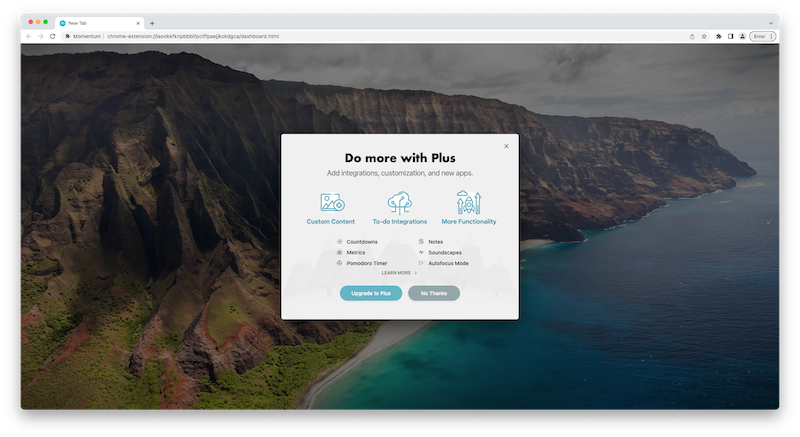 New Tab
Momentum | chrome-extension://laookkfknpbbblfpciffpaejjkokdgca/dashboard.html
Error
Do more with Plus
Add integrations, customization, and new apps.
Custom Content
To-do Integrations
More Functionality
Countdowns
Notes
Metrics
Soundscapes
Pomodoro Timer
Autofocus Mode
LEARN MORE
Upgrade to Plus
No Thanks